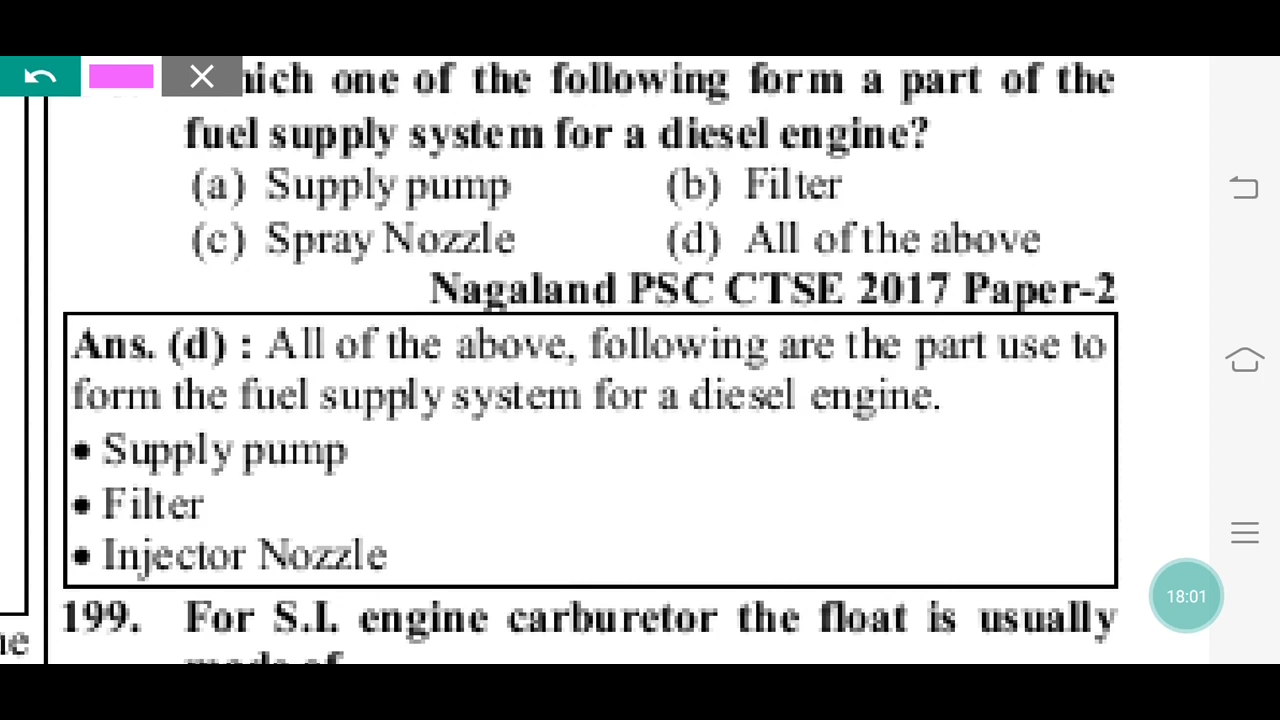 hich one of the following form a part of the
fuel supply system for a diesel engine?
(a) Supply pump (b) Filter
(c) Spray Nozzle (d) All of the above
Nagaland PSC CTSE 2017 Paper-2
Ans. (d) : All of the above, following are the part use to
form the fuel supply system for a diesel engine.
• Supply pump
• Filter
• Injector Nozzle
199. For S.I. engine carburetor the float is usually
made of
ne
18:01